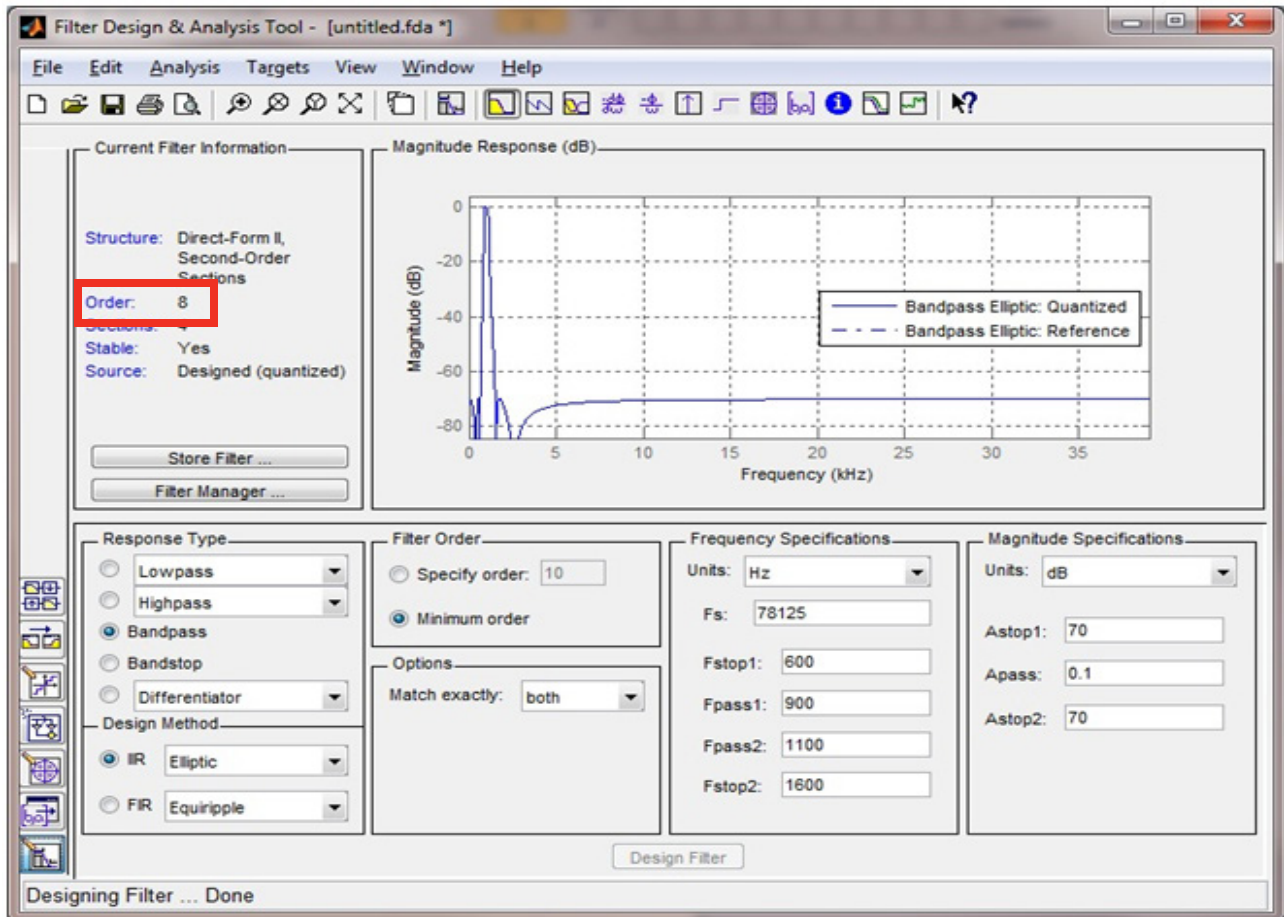 Filter Design & Analysis Tool - [untitled.fda *]
File Edit Analysis Targets View Window Help
Current Filter Information
Structure: Direct-Form II,
Second-Order
Sections
Order: 8
Sections: 4
Stable: Yes
Source: Designed (quantized)
Store Filter ...
Filter Manager ...
Magnitude Response (dB)
0
-20
-40
-60
-80
Magnitude (dB)
0 5 10 15 20 25 30 35
Frequency (kHz)
Bandpass Elliptic: Quantized
Bandpass Elliptic: Reference
Response Type
Lowpass
Highpass
Bandpass
Bandstop
Differentiator
Design Method
IIR Elliptic
FIR Equiripple
Filter Order
Specify order: 10
Minimum order
Options
Match exactly: both
Frequency Specifications
Units: Hz
Fs: 78125
Fstop1: 600
Fpass1: 900
Fpass2: 1100
Fstop2: 1600
Magnitude Specifications
Units: dB
Astop1: 70
Apass: 0.1
Astop2: 70
Design Filter
Designing Filter ... Done